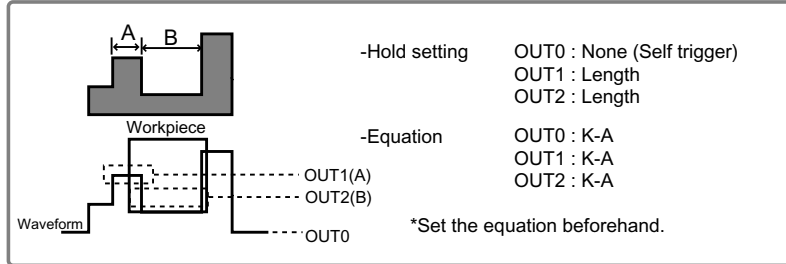 A
B
Workpiece
OUT1(A)
OUT2(B)
Waveform
OUT0
-Hold setting OUT0 : None (Self trigger)
OUT1 : Length
OUT2 : Length
-Equation OUT0 : K-A
OUT1 : K-A
OUT2 : K-A
*Set the equation beforehand.